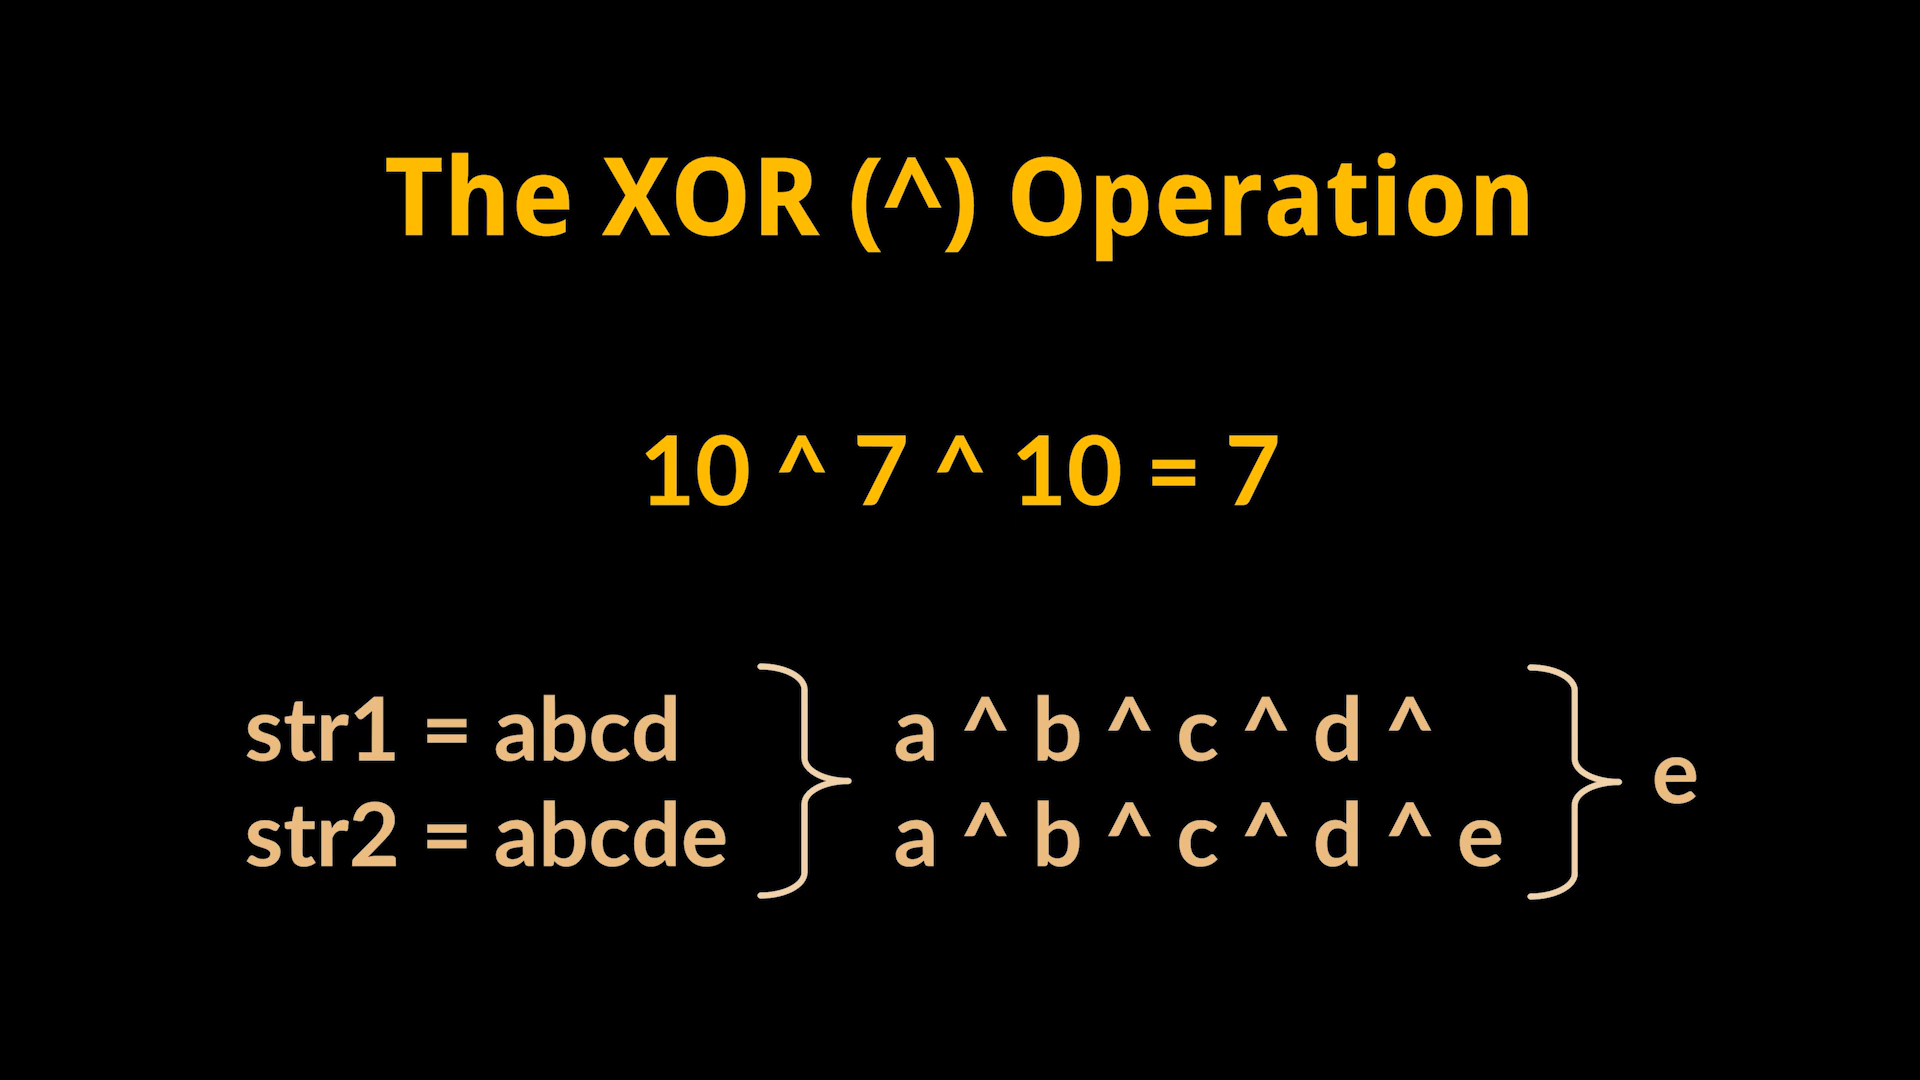 The XOR (^) Operation
10 ^ 7 ^ 10 = 7
str1 = abcd
str2 = abcde
a ^ b ^ c ^ d ^
a ^ b ^ c ^ d ^ e
e